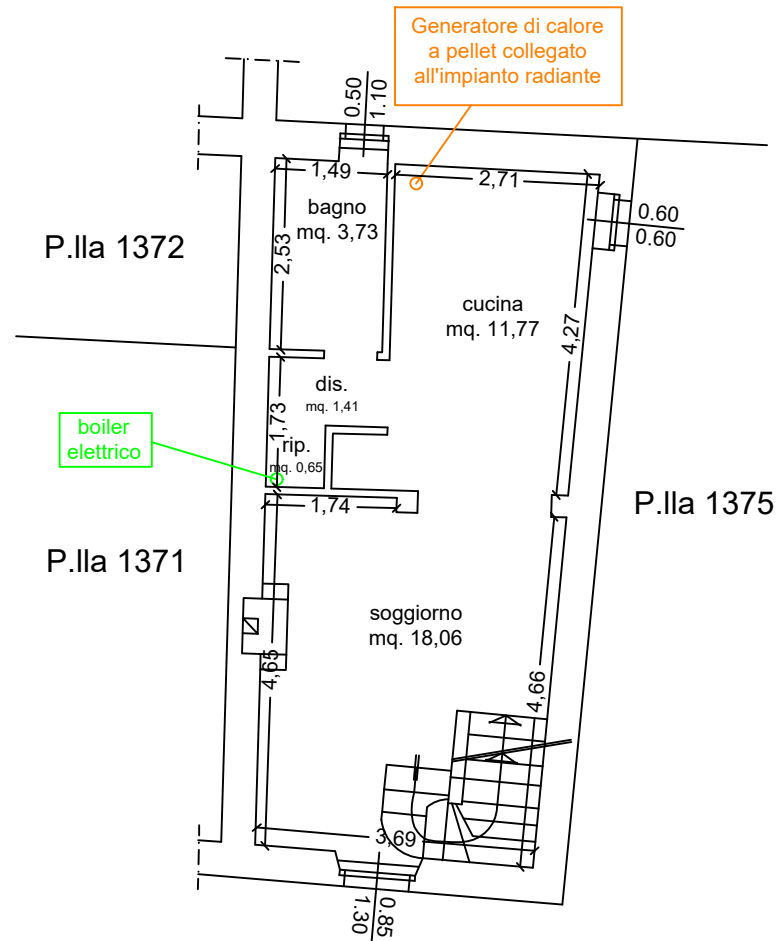 Generatore di calore
a pellet collegato
all'impianto radiante
0.50
1.10
1,49
2,71
bagno
mq. 3,73
0.60
0.60
P.lla 1372
2,53
cucina
mq. 11,77
4,27
dis.
mq. 1,41
1,73
boiler
elettrico
rip.
mq. 0,65
1,74
P.lla 1375
P.lla 1371
soggiorno
mq. 18,06
4,65
4,66
3,69
1.30
0.85